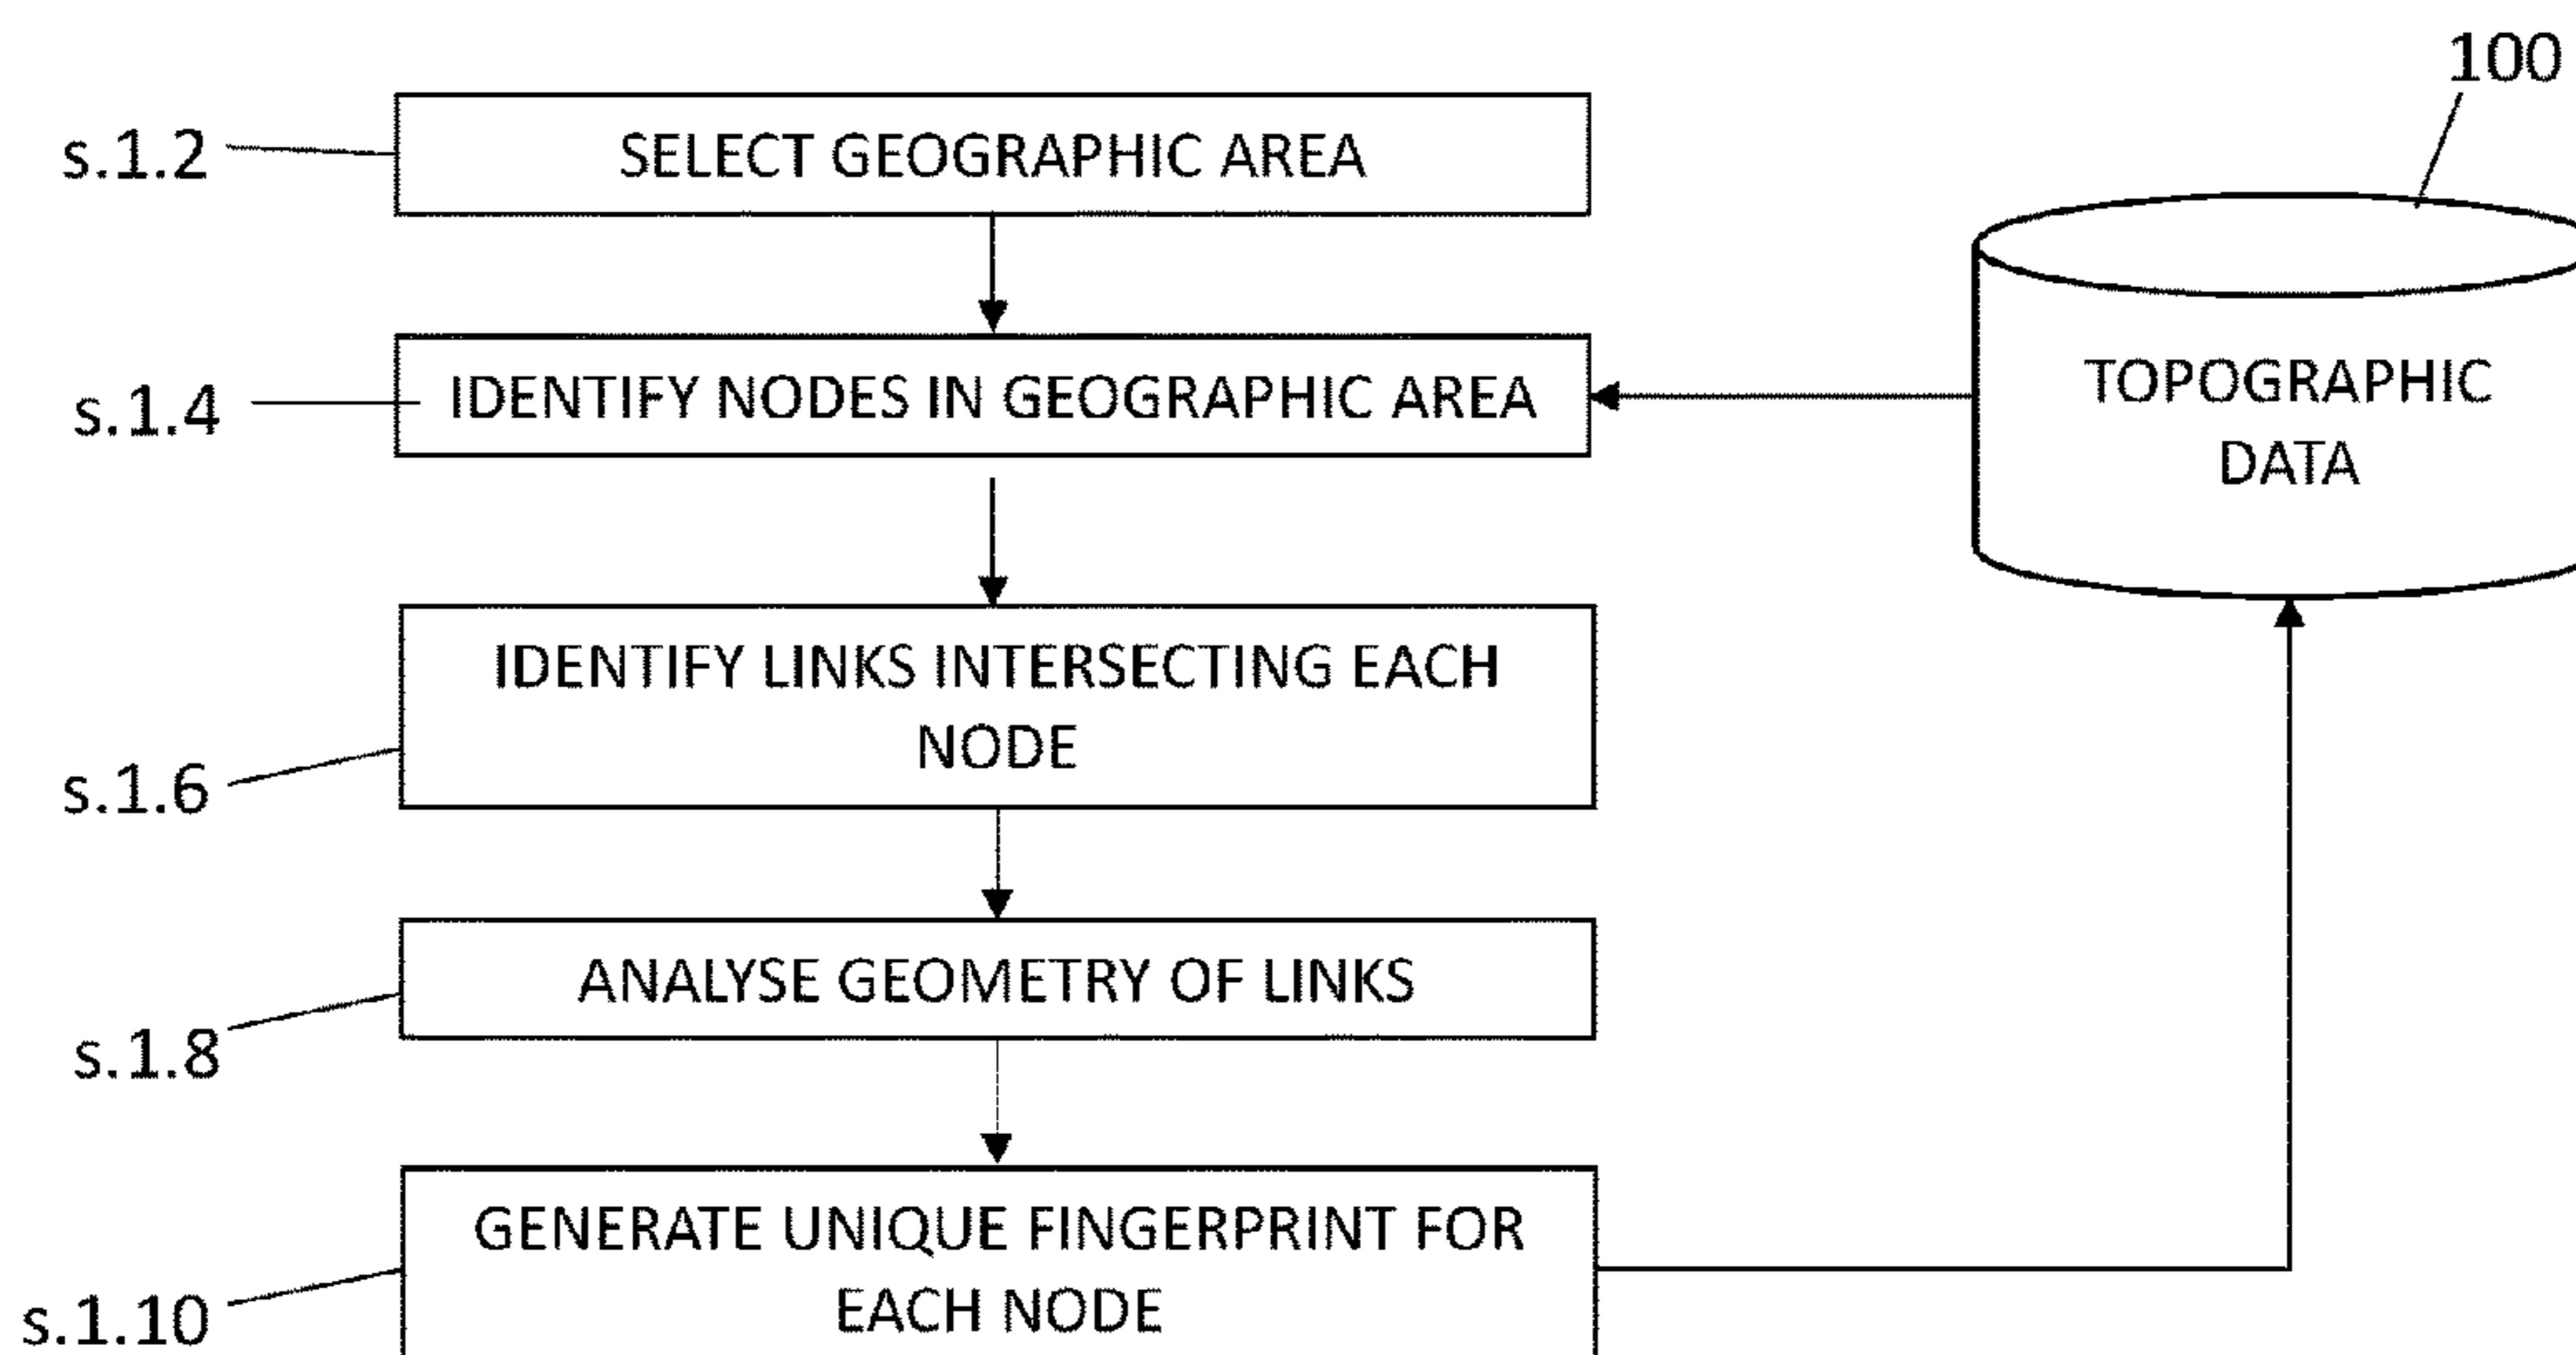 100
s.1.2
SELECT GEOGRAPHIC AREA
s.1.4
IDENTIFY NODES IN GEOGRAPHIC AREA
TOPOGRAPHIC
DATA
IDENTIFY LINKS INTERSECTING EACH
NODE
s.1.6
ANALYSE GEOMETRY OF LINKS
s.1.8
GENERATE UNIQUE FINGERPRINT FOR
EACH NODE
s.1.10